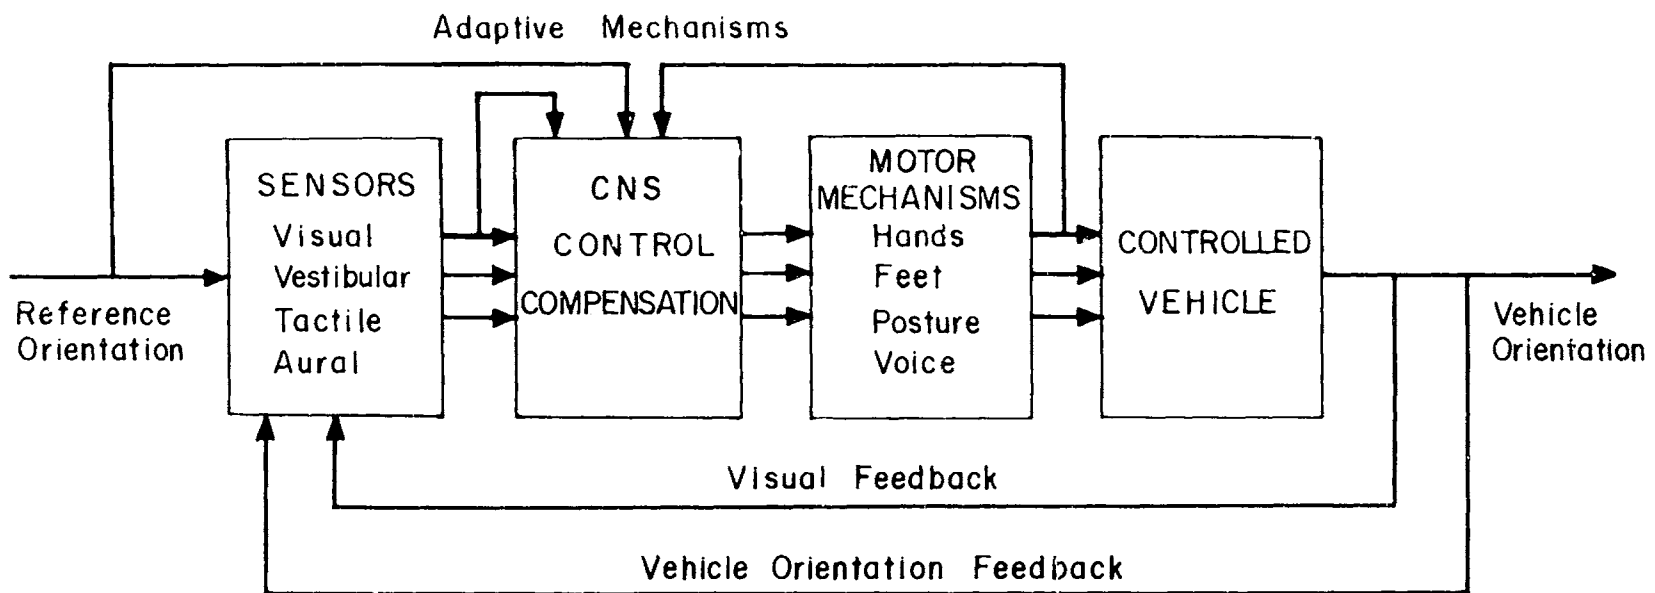 Adaptive Mechanisms
Reference
Orientation
SENSORS
Visual
Vestibular
Tactile
Aural
CNS
CONTROL
COMPENSATION
MOTOR
MECHANISMS
Hands
Feet
Posture
Voice
CONTROLLED
VEHICLE
Vehicle
Orientation
Visual Feedback
Vehicle Orientation Feedback